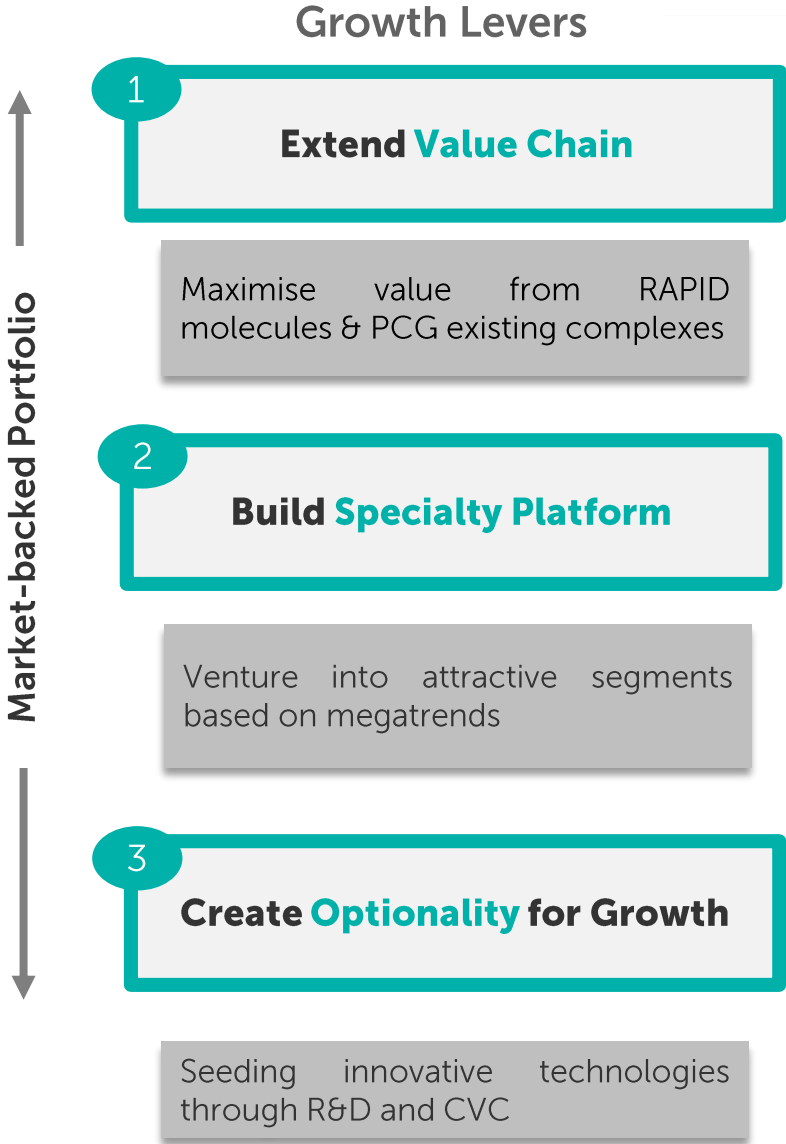 Growth Levers
Market-backed Portfolio
1
Extend Value Chain
Maximise value from RAPID
molecules & PCG existing complexes
2
Build Specialty Platform
Venture into attractive segments
based on megatrends
3
Create Optionality for Growth
Seeding innovative technologies
through R&D and CVC